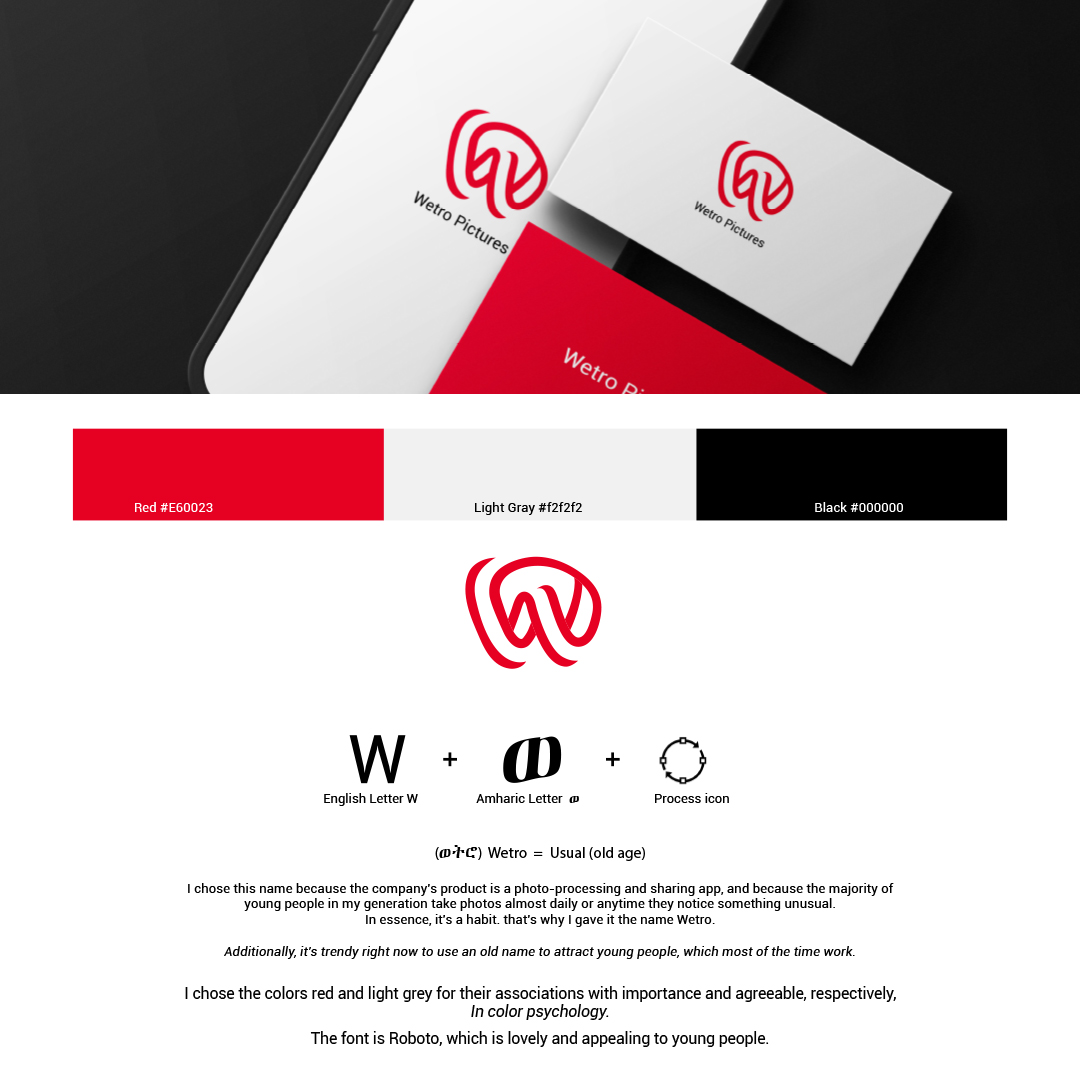 Wetro Pictures
Wetro Pictures
Wetro Pi
Red #E60023
Light Gray #f2f2f2
Black #000000
W + ወ +
English Letter W
Amharic Letter ወ
Process icon
(ወትሮ) Wetro = Usual (old age)
I chose this name because the company's product is a photo-processing and sharing app, and because the majority of
young people in my generation take photos almost daily or anytime they notice something unusual.
In essence, it's a habit. that's why I gave it the name Wetro.
Additionally, it's trendy right now to use an old name to attract young people, which most of the time work.
I chose the colors red and light grey for their associations with importance and agreeable, respectively,
In color psychology.
The font is Roboto, which is lovely and appealing to young people.